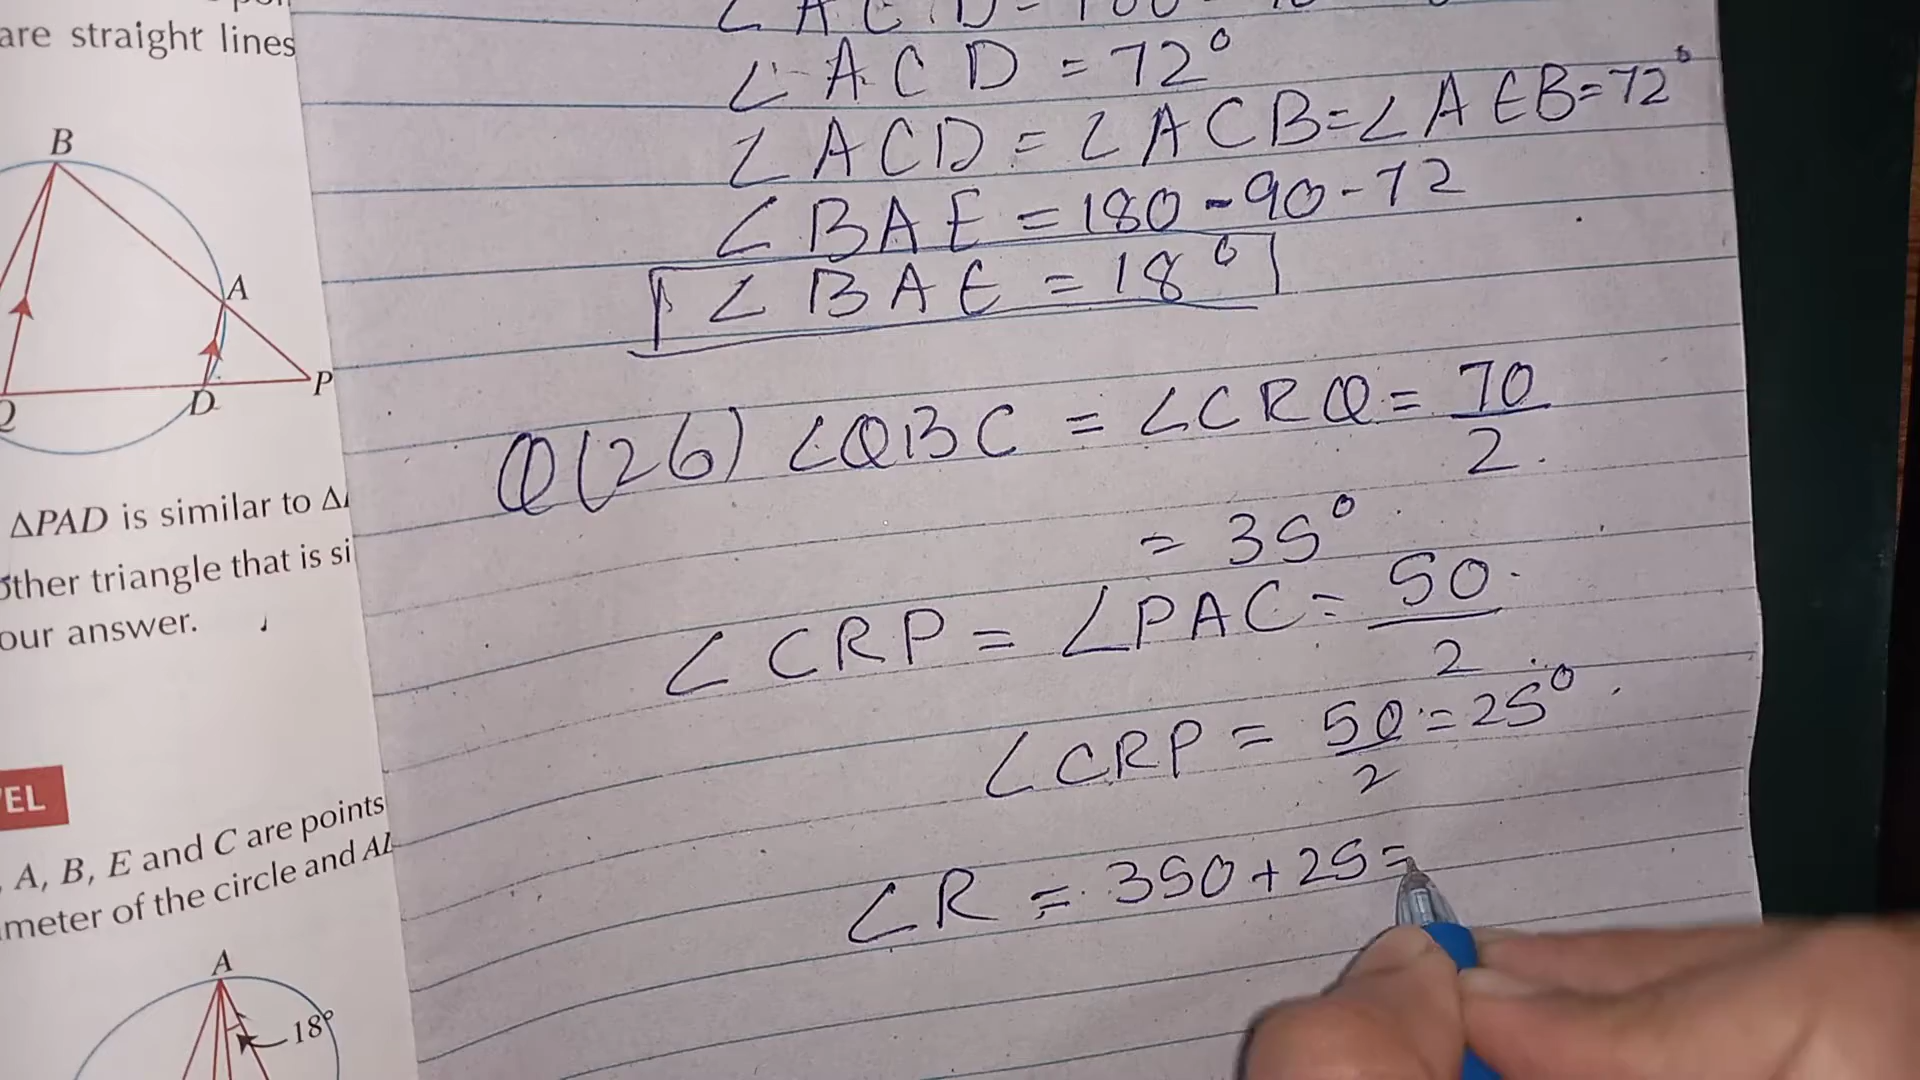 are straight lines
B
A
P
D
Q
ΔPAD is similar to Δ
other triangle that is si
our answer.
EL
A, B, E and C are points
meter of the circle and
A
18°
∠ACD = 72°
∠ACD = ∠ACB = ∠AEB = 72°
∠BAE = 180 - 90 - 72
∠BAE = 18°
Q(26) ∠QBC = ∠CRQ = 70/2
= 35°
∠CRP = ∠PAC = 50/2
∠CRP = 50/2 = 25°
∠R = 350 + 25 =